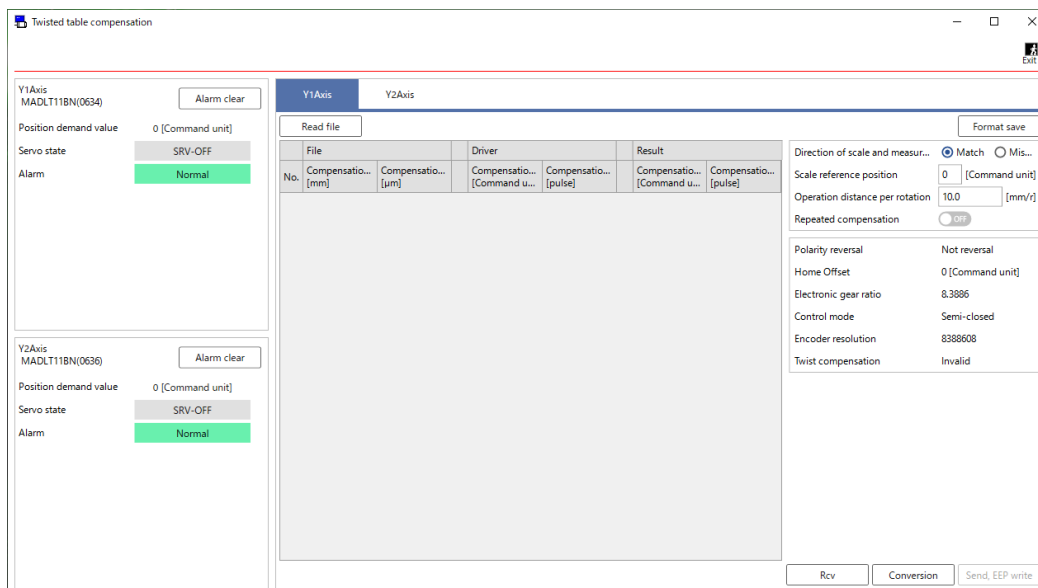 Twisted table compensation
Exit
Y1Axis
MADLT11BN(0634)
Alarm clear
Position demand value 0 [Command unit]
Servo state SRV-OFF
Alarm Normal
Y2Axis
MADLT11BN(0636)
Alarm clear
Position demand value 0 [Command unit]
Servo state SRV-OFF
Alarm Normal
Y1Axis Y2Axis
Read file Format save
File Driver Result
No. Compensatio... [mm] Compensatio... [μm] Compensatio... [Command u... Compensatio... [pulse] Compensatio... [Command u... Compensatio... [pulse]
Direction of scale and measur... Match Mis...
Scale reference position 0 [Command unit]
Operation distance per rotation 10.0 [mm/r]
Repeated compensation OFF
Polarity reversal Not reversal
Home Offset 0 [Command unit]
Electronic gear ratio 8.3886
Control mode Semi-closed
Encoder resolution 8388608
Twist compensation Invalid
Rcv Conversion Send, EEP write